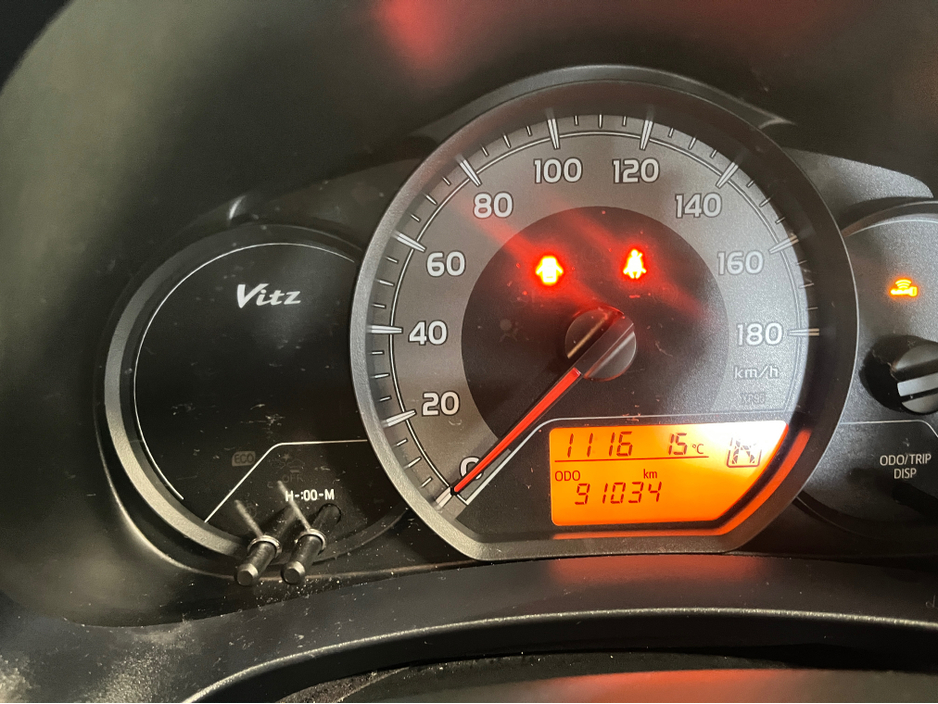 Vitz
ECO
H-:00-M
0
20
40
60
80
100
120
140
160
180
km/h
1116 15°C
ODO km
91034
ODO/TRIP
DISP